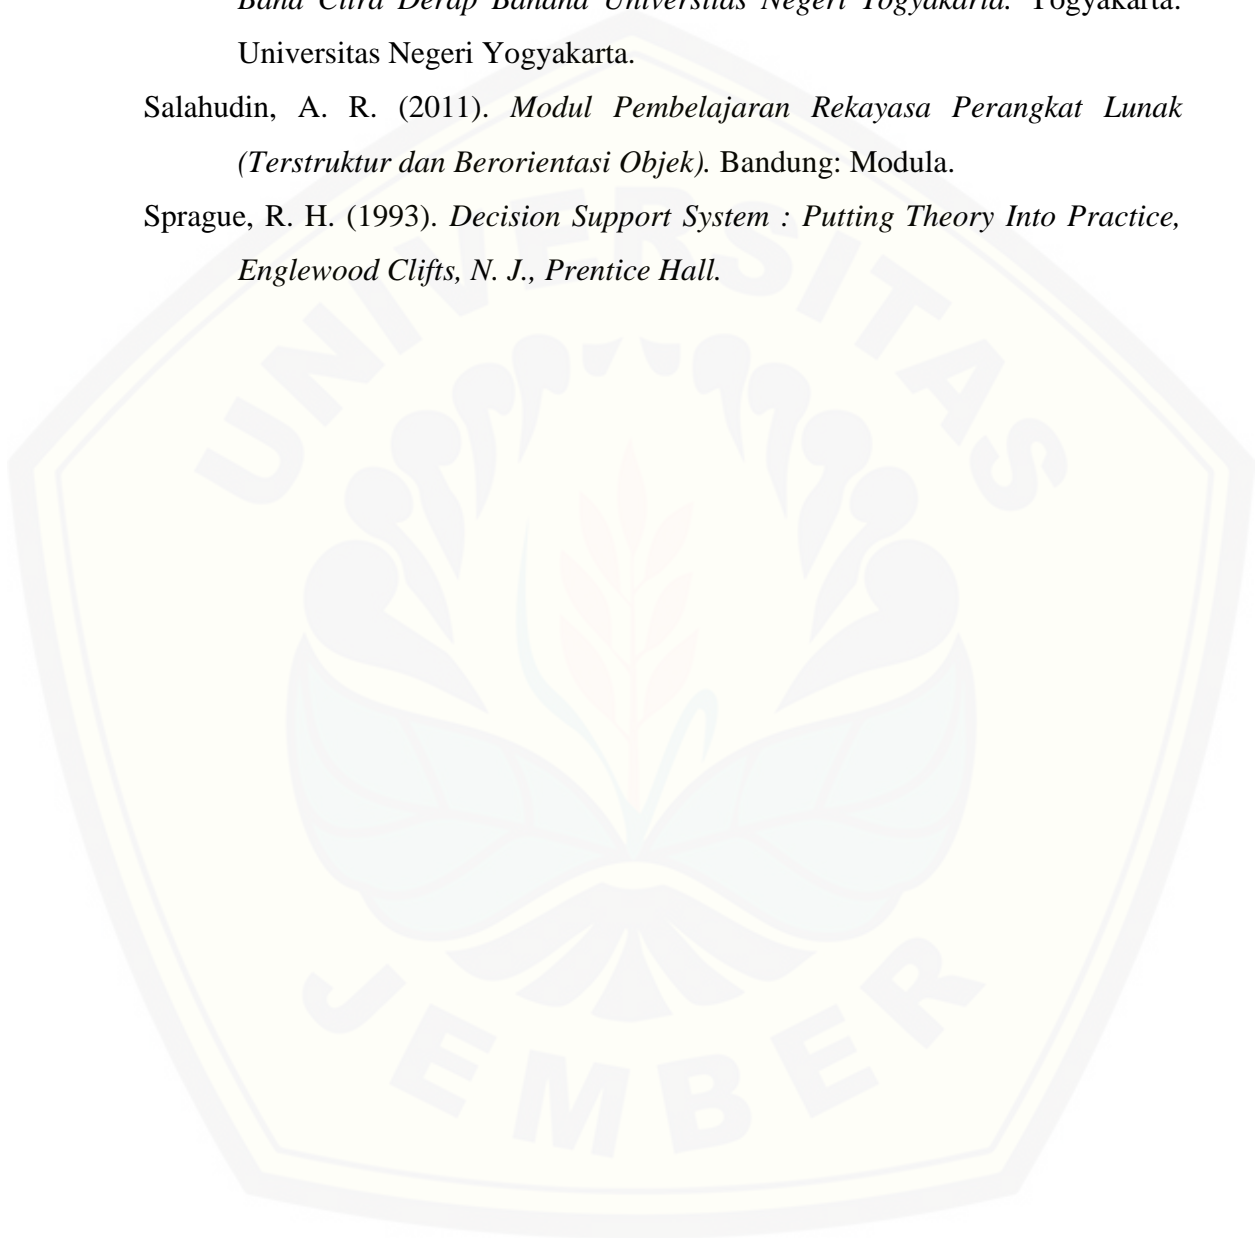 Band Citra Derap Bahana Universitas Negeri Yogyakarta. Yogyakarta:
Universitas Negeri Yogyakarta.
Salahudin, A. R. (2011). Modul Pembelajaran Rekayasa Perangkat Lunak
(Terstruktur dan Berorientasi Objek). Bandung: Modula.
Sprague, R. H. (1993). Decision Support System : Putting Theory Into Practice,
Englewood Clifts, N. J., Prentice Hall.
UNIVERSITAS
JEMBER